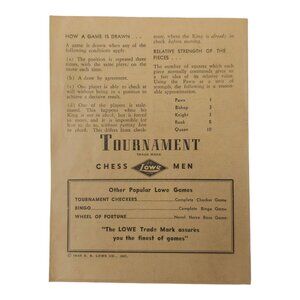 HOW A GAME IS DRAWN . . .
A game is drawn when any of the
following conditions apply:
(a) The position is repeated three
times, with the same player on the
move each time.
(b) A draw by agreement.
(c) One player is able to check at
will without being in a position to
achieve a decisive result.
(d) One of the players is stale-
mated. This happens when his
King is not in check, but is forced
to move, and it is impossible for
him to do so, without putting himself
in check. This differs from check-
mate, where the King is already in
check before moving.
RELATIVE STRENGTH OF THE
PIECES . . .
The number of squares which each
piece normally commands gives us
a fair idea of its relative strength.
Using the Pawn as a unit of
strength, the following is a reason-
able approximation.
Pawn 1
Bishop 3
Knight 3
Rook 5
Queen 10
TOURNAMENT
TRADE MARK
CHESS Lowe MEN
Other Popular Lowe Games
TOURNAMENT CHECKERS Complete Checker Game
BINGO Complete Bingo Game
WHEEL OF FORTUNE Novel Horse Race Game
"The LOWE Trade Mark assures
you the finest of games"
E. S. LOWE CO., INC.